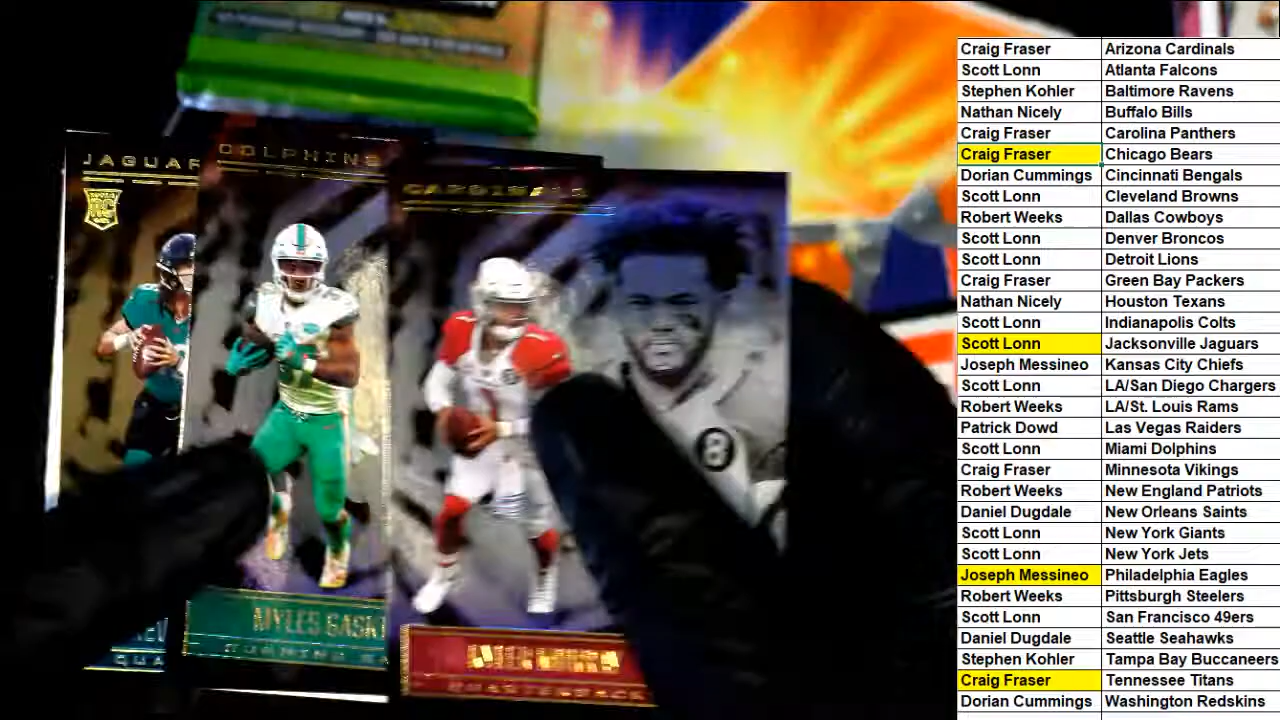 JAGUAR
DOLPHINS
CARDINALS
RC
MYLES GASKI
QUARTERBACK
QUA
8
Craig Fraser Arizona Cardinals
Scott Lonn Atlanta Falcons
Stephen Kohler Baltimore Ravens
Nathan Nicely Buffalo Bills
Craig Fraser Carolina Panthers
Craig Fraser Chicago Bears
Dorian Cummings Cincinnati Bengals
Scott Lonn Cleveland Browns
Robert Weeks Dallas Cowboys
Scott Lonn Denver Broncos
Scott Lonn Detroit Lions
Craig Fraser Green Bay Packers
Nathan Nicely Houston Texans
Scott Lonn Indianapolis Colts
Scott Lonn Jacksonville Jaguars
Joseph Messineo Kansas City Chiefs
Scott Lonn LA/San Diego Chargers
Robert Weeks LA/St. Louis Rams
Patrick Dowd Las Vegas Raiders
Scott Lonn Miami Dolphins
Craig Fraser Minnesota Vikings
Robert Weeks New England Patriots
Daniel Dugdale New Orleans Saints
Scott Lonn New York Giants
Scott Lonn New York Jets
Joseph Messineo Philadelphia Eagles
Robert Weeks Pittsburgh Steelers
Scott Lonn San Francisco 49ers
Daniel Dugdale Seattle Seahawks
Stephen Kohler Tampa Bay Buccaneers
Craig Fraser Tennessee Titans
Dorian Cummings Washington Redskins